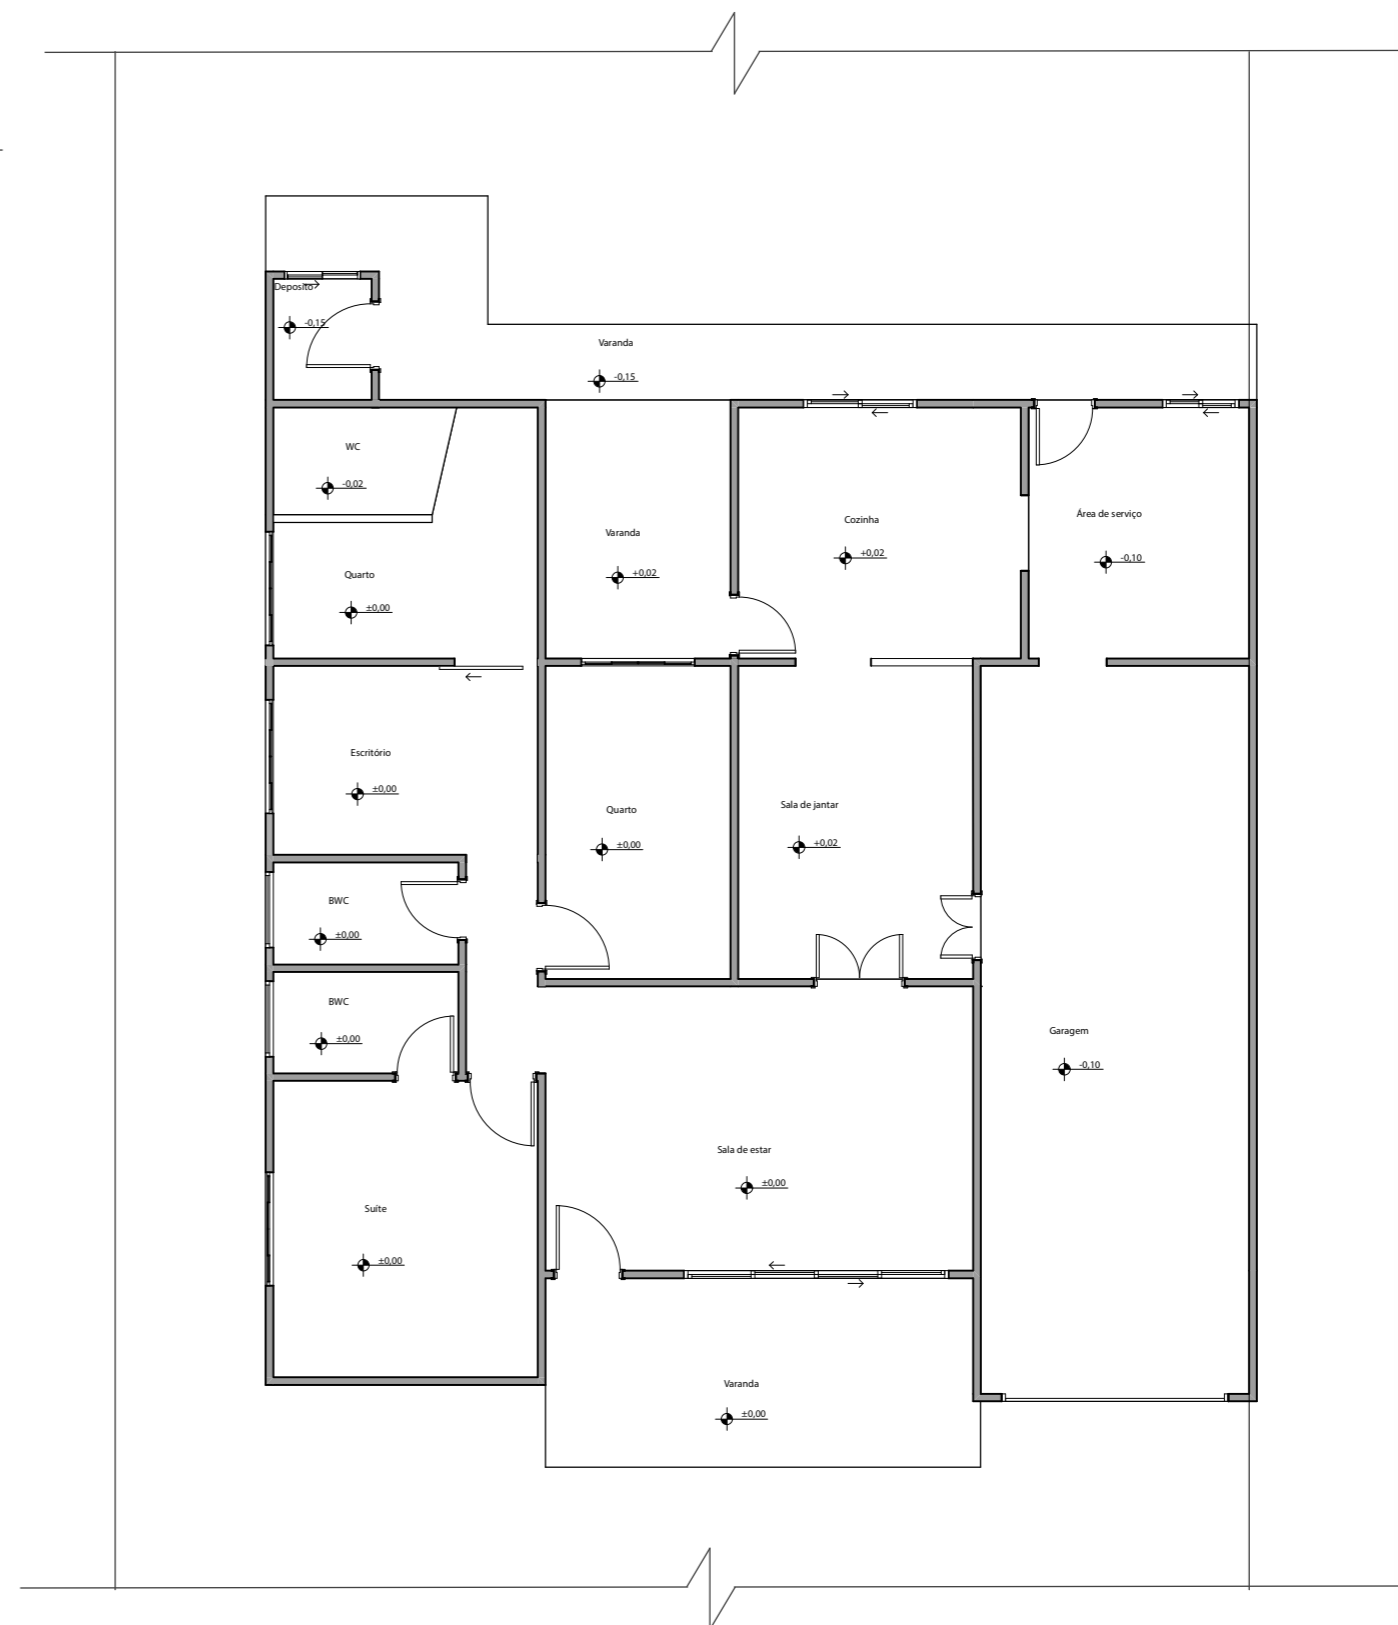 Deposito
-0,15
Varanda
-0,15
WC
-0,02
Varanda
+0,02
Cozinha
+0,02
Área de serviço
-0,10
Quarto
±0,00
Escritório
±0,00
Quarto
±0,00
Sala de jantar
+0,02
BWC
±0,00
BWC
±0,00
Garagem
-0,10
Sala de estar
±0,00
Suíte
±0,00
Varanda
±0,00